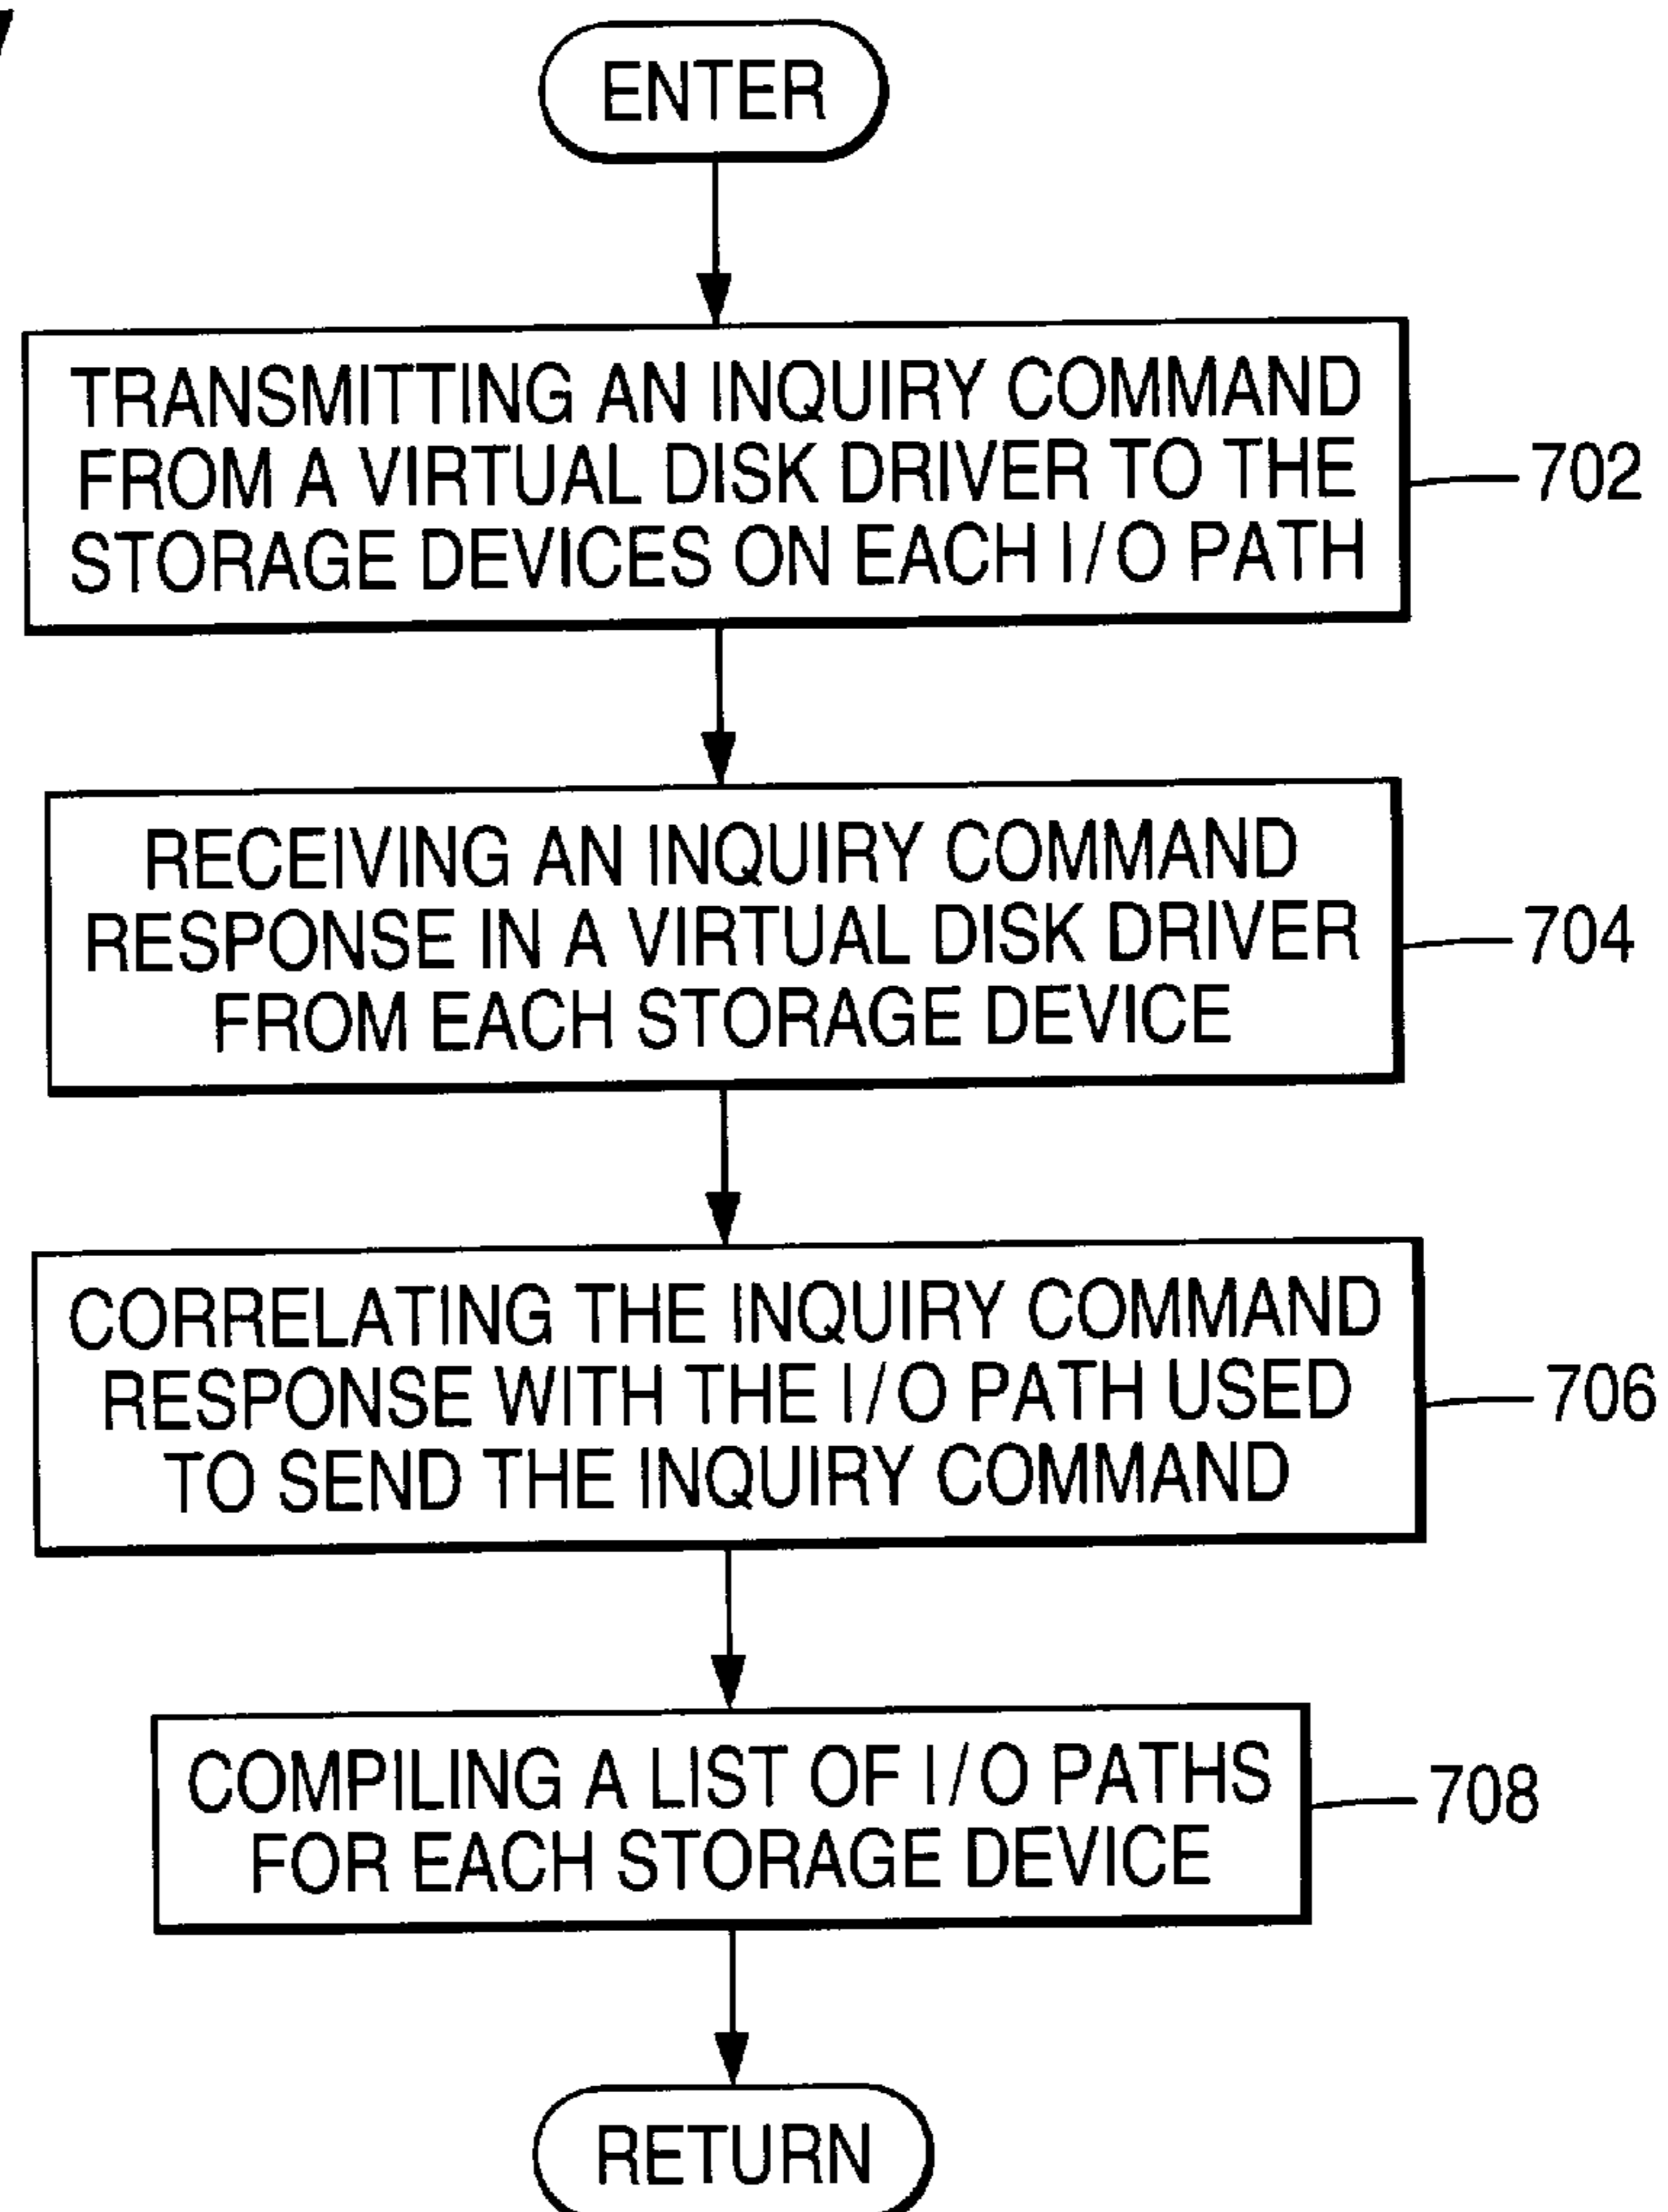 ENTER
TRANSMITTING AN INQUIRY COMMAND
FROM A VIRTUAL DISK DRIVER TO THE
STORAGE DEVICES ON EACH I/O PATH
702
RECEIVING AN INQUIRY COMMAND
RESPONSE IN A VIRTUAL DISK DRIVER
FROM EACH STORAGE DEVICE
704
CORRELATING THE INQUIRY COMMAND
RESPONSE WITH THE I/O PATH USED
TO SEND THE INQUIRY COMMAND
706
COMPILING A LIST OF I/O PATHS
FOR EACH STORAGE DEVICE
708
RETURN